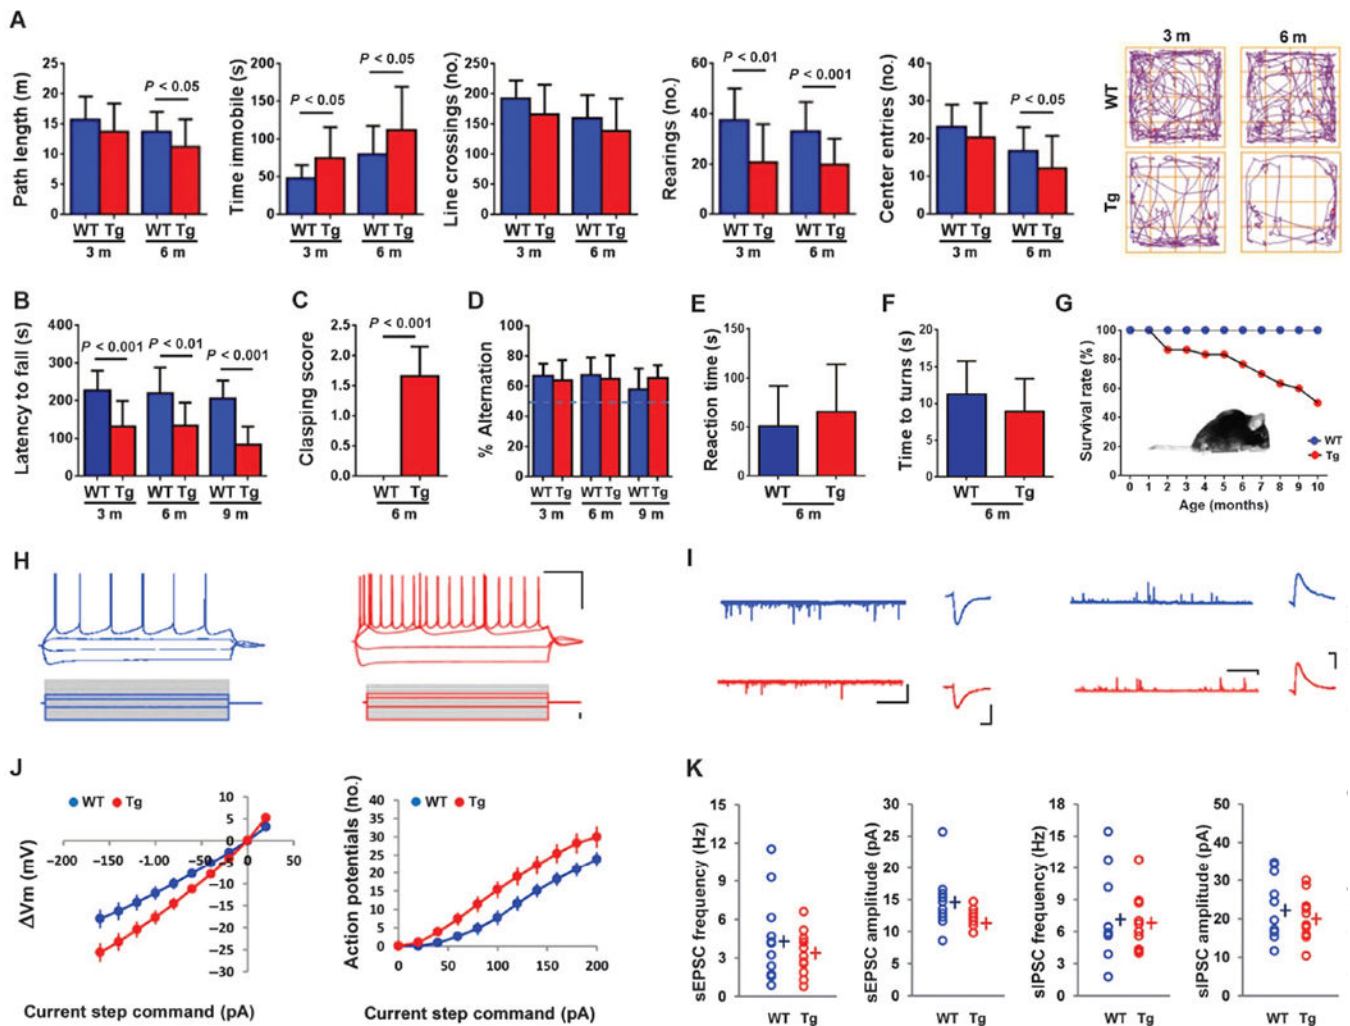 A
Path length (m)
25
20
15
10
5
0
P < 0.05
WT Tg WT Tg
3 m 6 m
Time immobile (s)
200
150
100
50
0
P < 0.05
P < 0.05
WT Tg WT Tg
3 m 6 m
Line crossings (no.)
250
200
150
100
50
0
WT Tg WT Tg
3 m 6 m
Rearings (no.)
60
40
20
0
P < 0.01
P < 0.001
WT Tg WT Tg
3 m 6 m
Center entries (no.)
40
30
20
10
0
P < 0.05
WT Tg WT Tg
3 m 6 m
3 m 6 m
WT
Tg
B
Latency to fall (s)
400
300
200
100
0
P < 0.001
P < 0.01
P < 0.001
WT Tg WT Tg WT Tg
3 m 6 m 9 m
C
Clasping score
2.5
2.0
1.5
1.0
0.5
0.0
P < 0.001
WT Tg
6 m
D
% Alternation
100
80
60
40
20
0
WT Tg WT Tg WT Tg
3 m 6 m 9 m
E
Reaction time (s)
150
100
50
0
WT Tg
6 m
F
Time to turns (s)
20
15
10
5
0
WT Tg
6 m
G
Survival rate (%)
100
80
60
40
20
0
WT
Tg
0 1 2 3 4 5 6 7 8 9 10
Age (months)
H
I
J
WT Tg
ΔVm (mV)
10
5
0
−5
−10
−15
−20
−25
−30
−200 −150 −100 −50 0 50
Current step command (pA)
Action potentials (no.)
WT Tg
40
35
30
25
20
15
10
5
0
0 50 100 150 200
Current step command (pA)
K
sEPSC frequency (Hz)
15
12
9
6
3
0
WT Tg
sEPSC amplitude (pA)
30
25
20
15
10
5
0
WT Tg
sIPSC frequency (Hz)
18
15
12
9
6
3
0
WT Tg
sIPSC amplitude (pA)
50
40
30
20
10
0
WT Tg